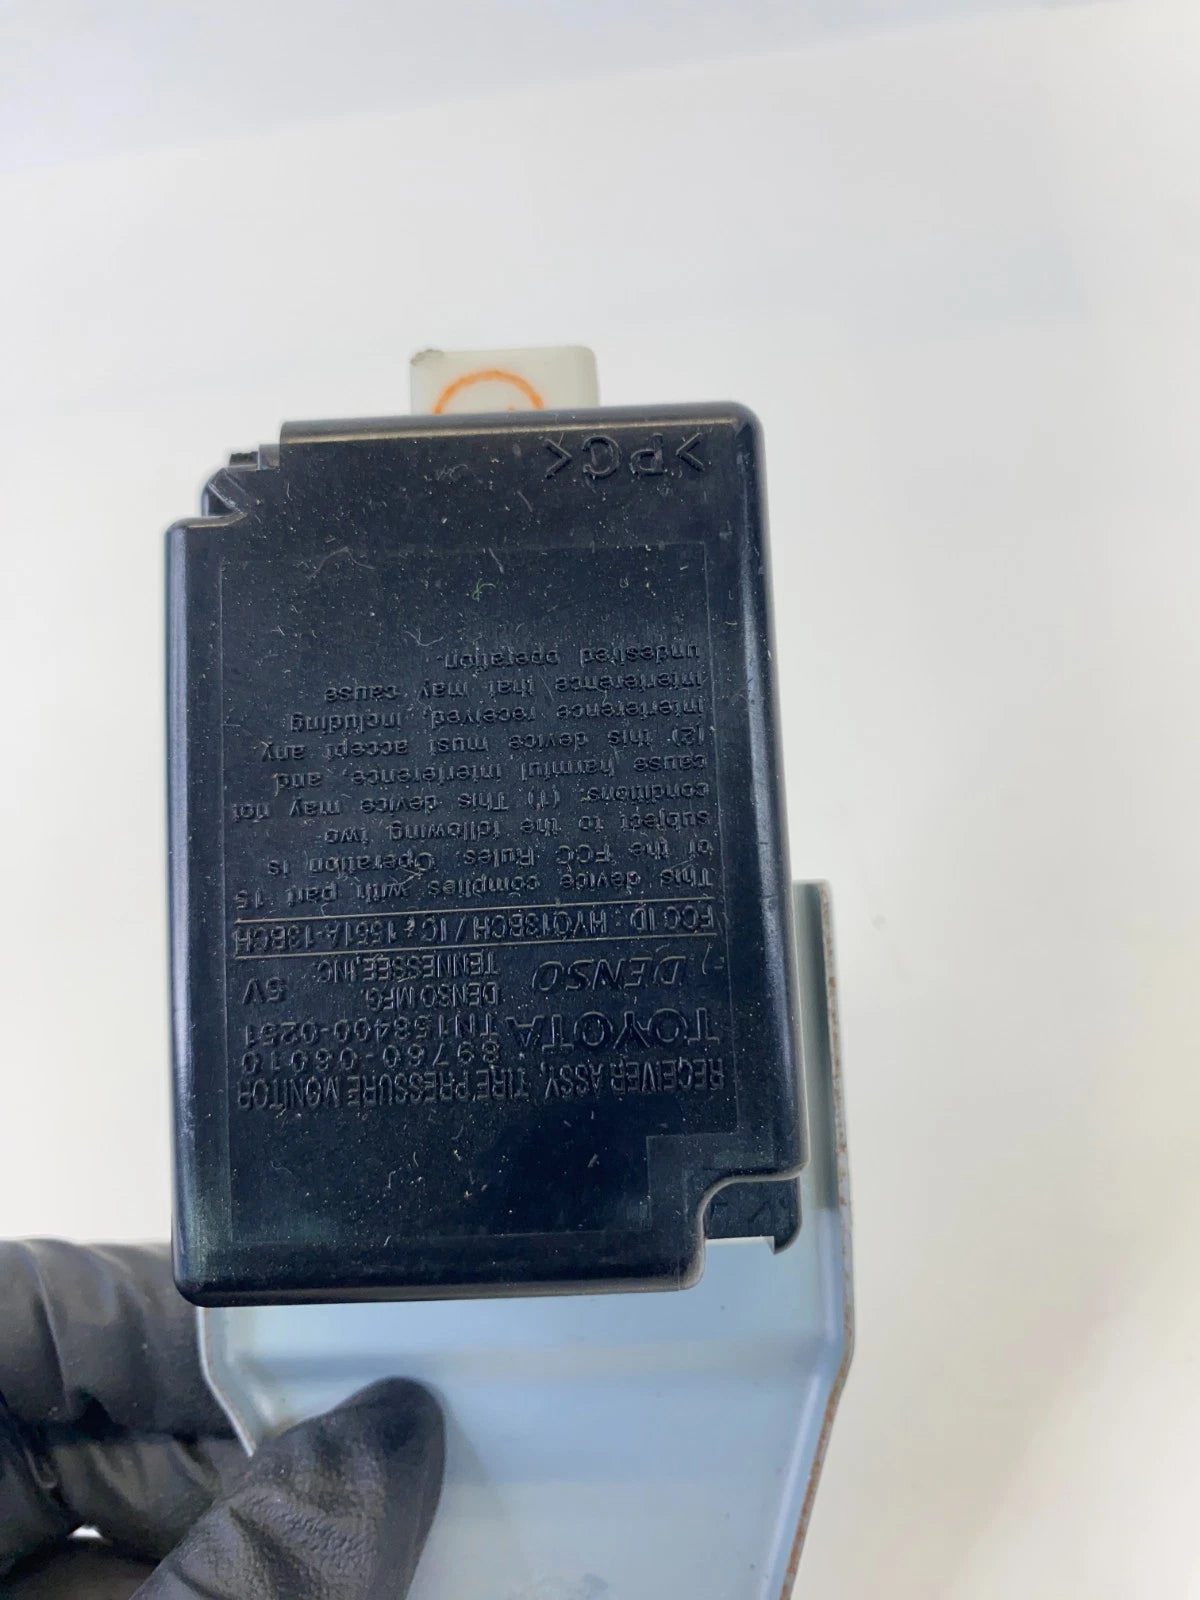 RECEIVER ASSY, TIRE PRESSURE MONITOR
89760-06010
TOYOTA TN158400-0251
DENSO DENSO MFG. TENNESSEE, INC. 5V
FCC ID : HYQ13BCH / IC : 1551A-13BCH
This device complies with part 15
of the FCC Rules. Operation is
subject to the following two
conditions: (1) This device may not
cause harmful interference, and
(2) this device must accept any
interference received, including
interference that may cause
undesired operation.
>PC<